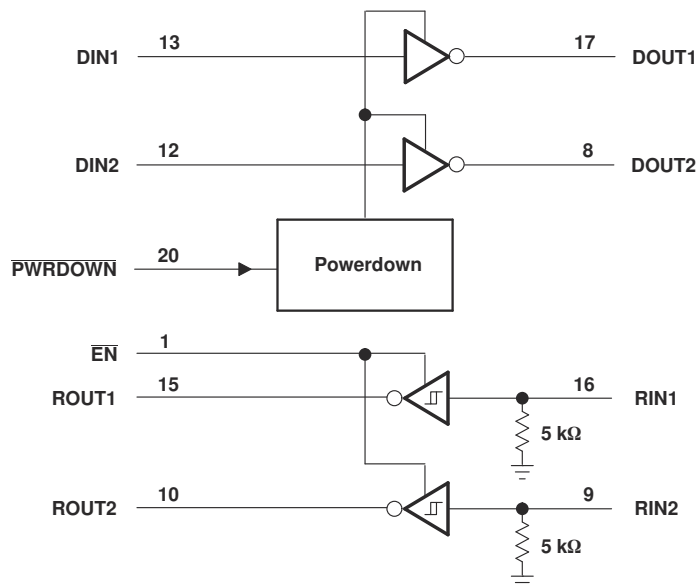 DIN1 13 17 DOUT1
DIN2 12 8 DOUT2
PWRDOWN 20 Powerdown
EN 1
ROUT1 15 16 RIN1
5 kΩ
ROUT2 10 9 RIN2
5 kΩ